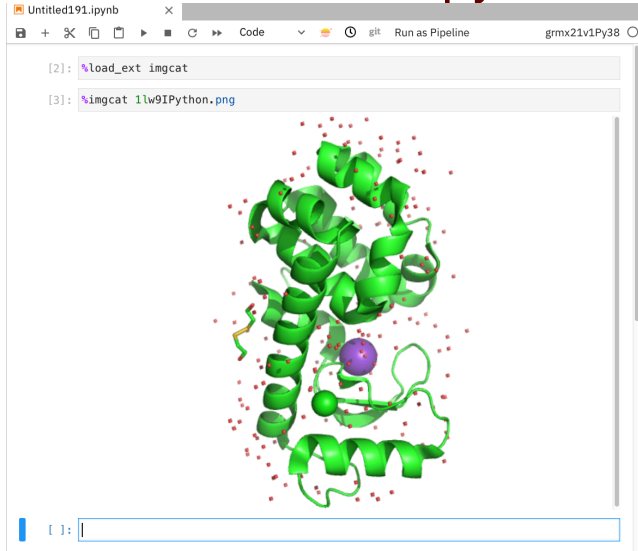 Untitled191.ipynb
Code
git
Run as Pipeline
grmx21v1Py38
[2]: %load_ext imgcat
[3]: %imgcat 1lw9IPython.png
[ ]: